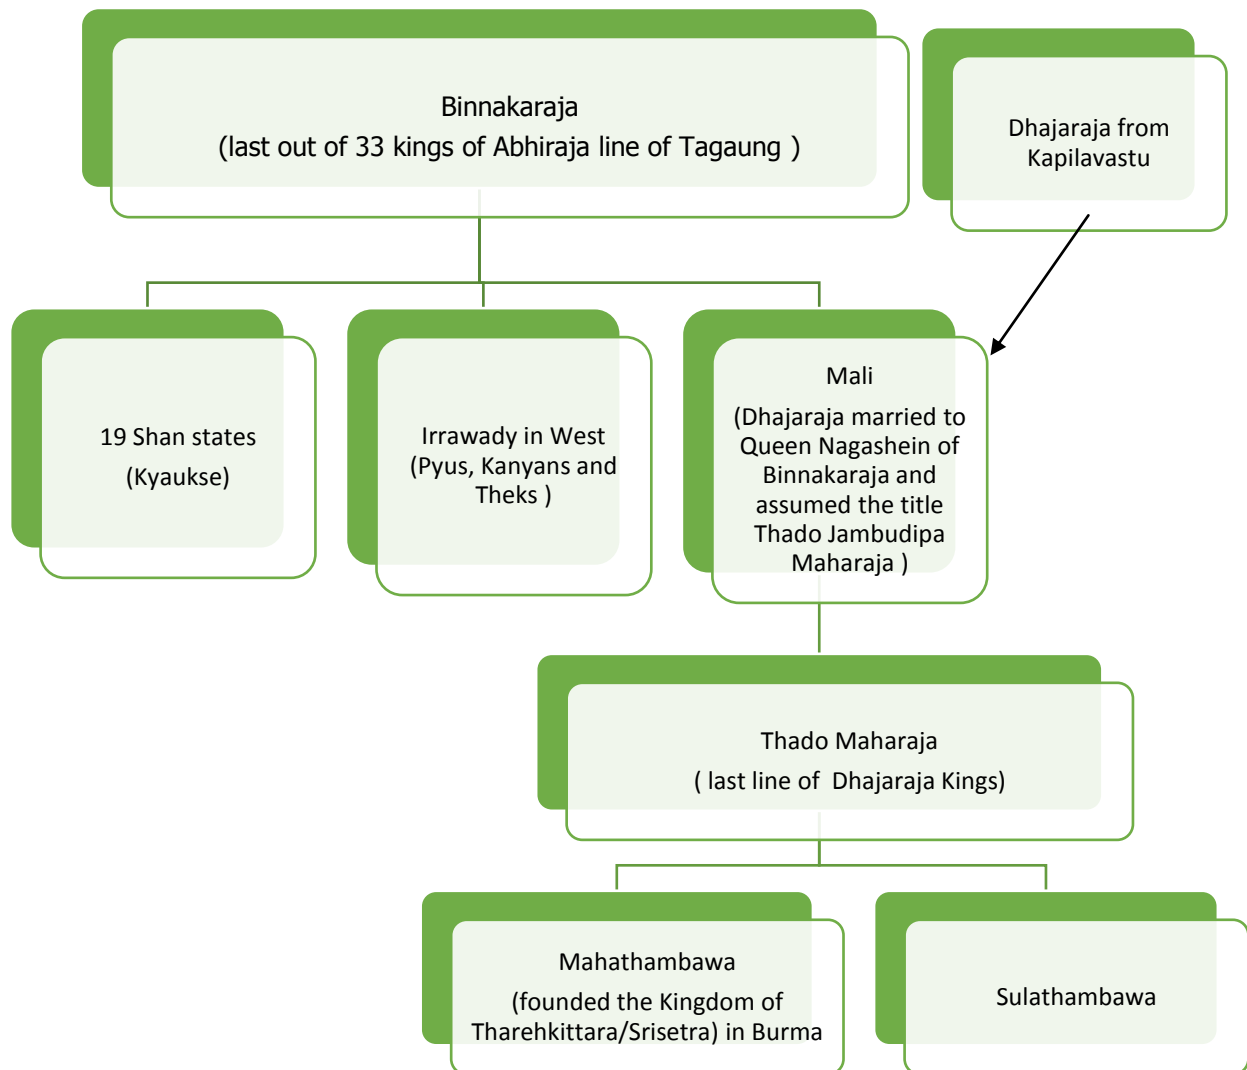 Binnakaraja
(last out of 33 kings of Abhiraja line of Tagaung )
Dhajaraja from
Kapilavastu
19 Shan states
(Kyaukse)
Irrawady in West
(Pyus, Kanyans and
Theks )
Mali
(Dhajaraja married to
Queen Nagashein of
Binnakaraja and
assumed the title
Thado Jambudipa
Maharaja )
Thado Maharaja
( last line of  Dhajaraja Kings)
Mahathambawa
(founded the Kingdom of
Tharehkittara/Srisetra) in Burma
Sulathambawa